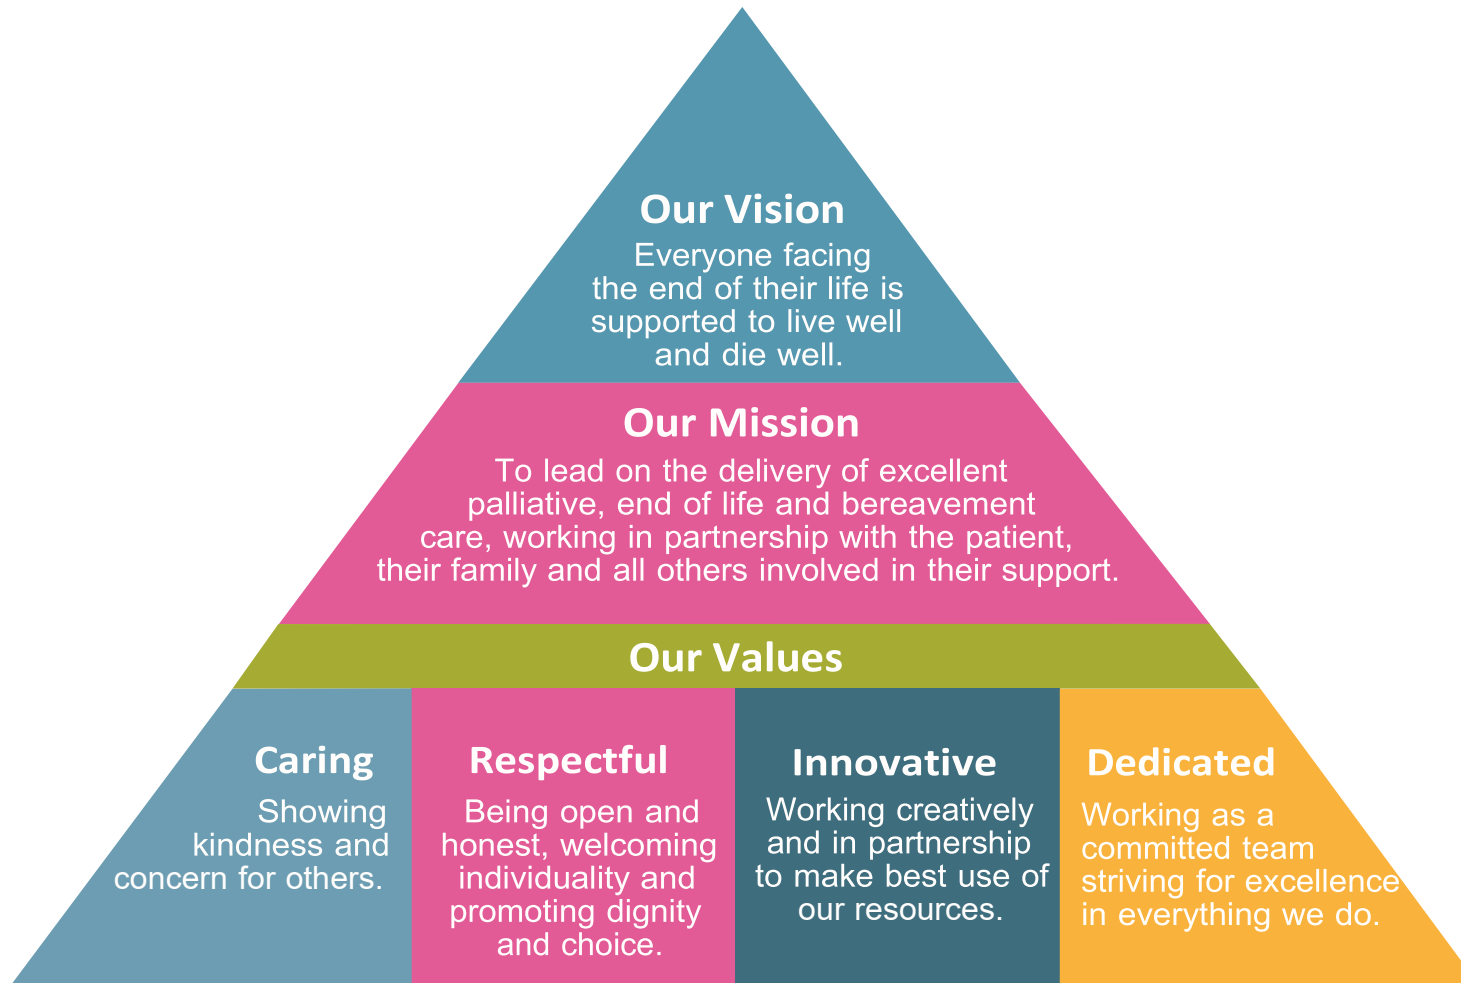 Our Vision
Everyone facing
the end of their life is
supported to live well
and die well.
Our Mission
To lead on the delivery of excellent
palliative, end of life and bereavement
care, working in partnership with the patient,
their family and all others involved in their support.
Our Values
Caring
Showing
kindness and
concern for others.
Respectful
Being open and
honest, welcoming
individuality and
promoting dignity
and choice.
Innovative
Working creatively
and in partnership
to make best use of
our resources.
Dedicated
Working as a
committed team
striving for excellence
in everything we do.